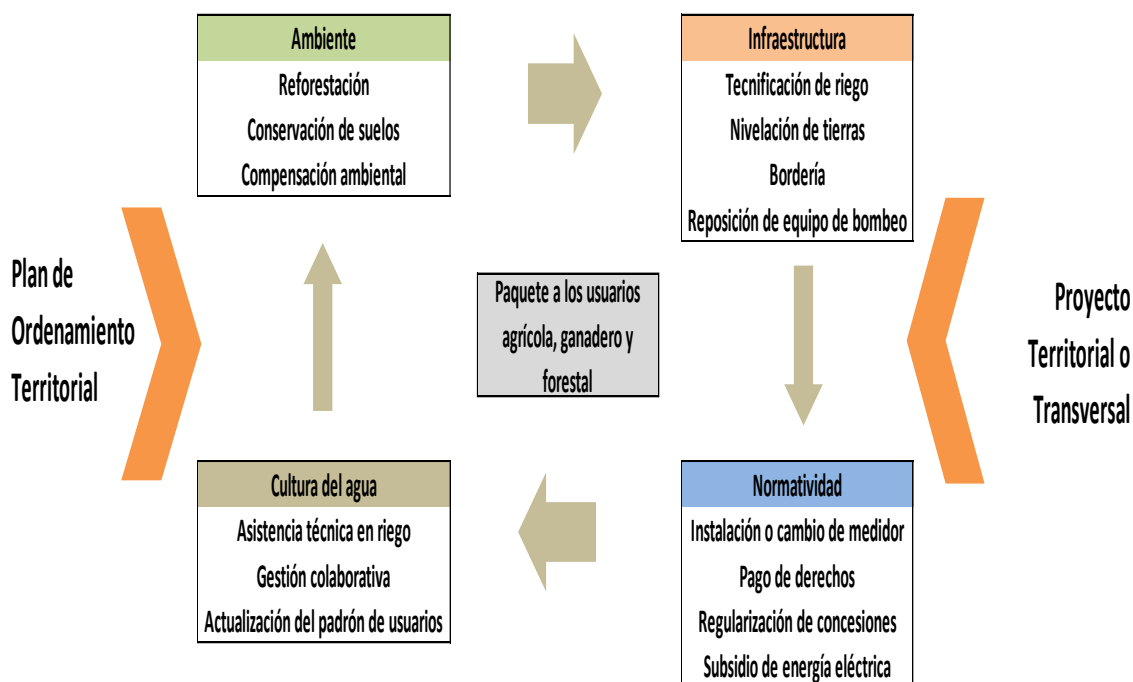 Ambiente
Reforestación
Conservación de suelos
Compensación ambiental
Infraestructura
Tecnificación de riego
Nivelación de tierras
Bordería
Reposición de equipo de bombeo
Plan de
Ordenamiento
Territorial
Paquete a los usuarios
agrícola, ganadero y
forestal
Proyecto
Territorial o
Transversal
Cultura del agua
Asistencia técnica en riego
Gestión colaborativa
Actualización del padrón de usuarios
Normatividad
Instalación o cambio de medidor
Pago de derechos
Regularización de concesiones
Subsidio de energía eléctrica